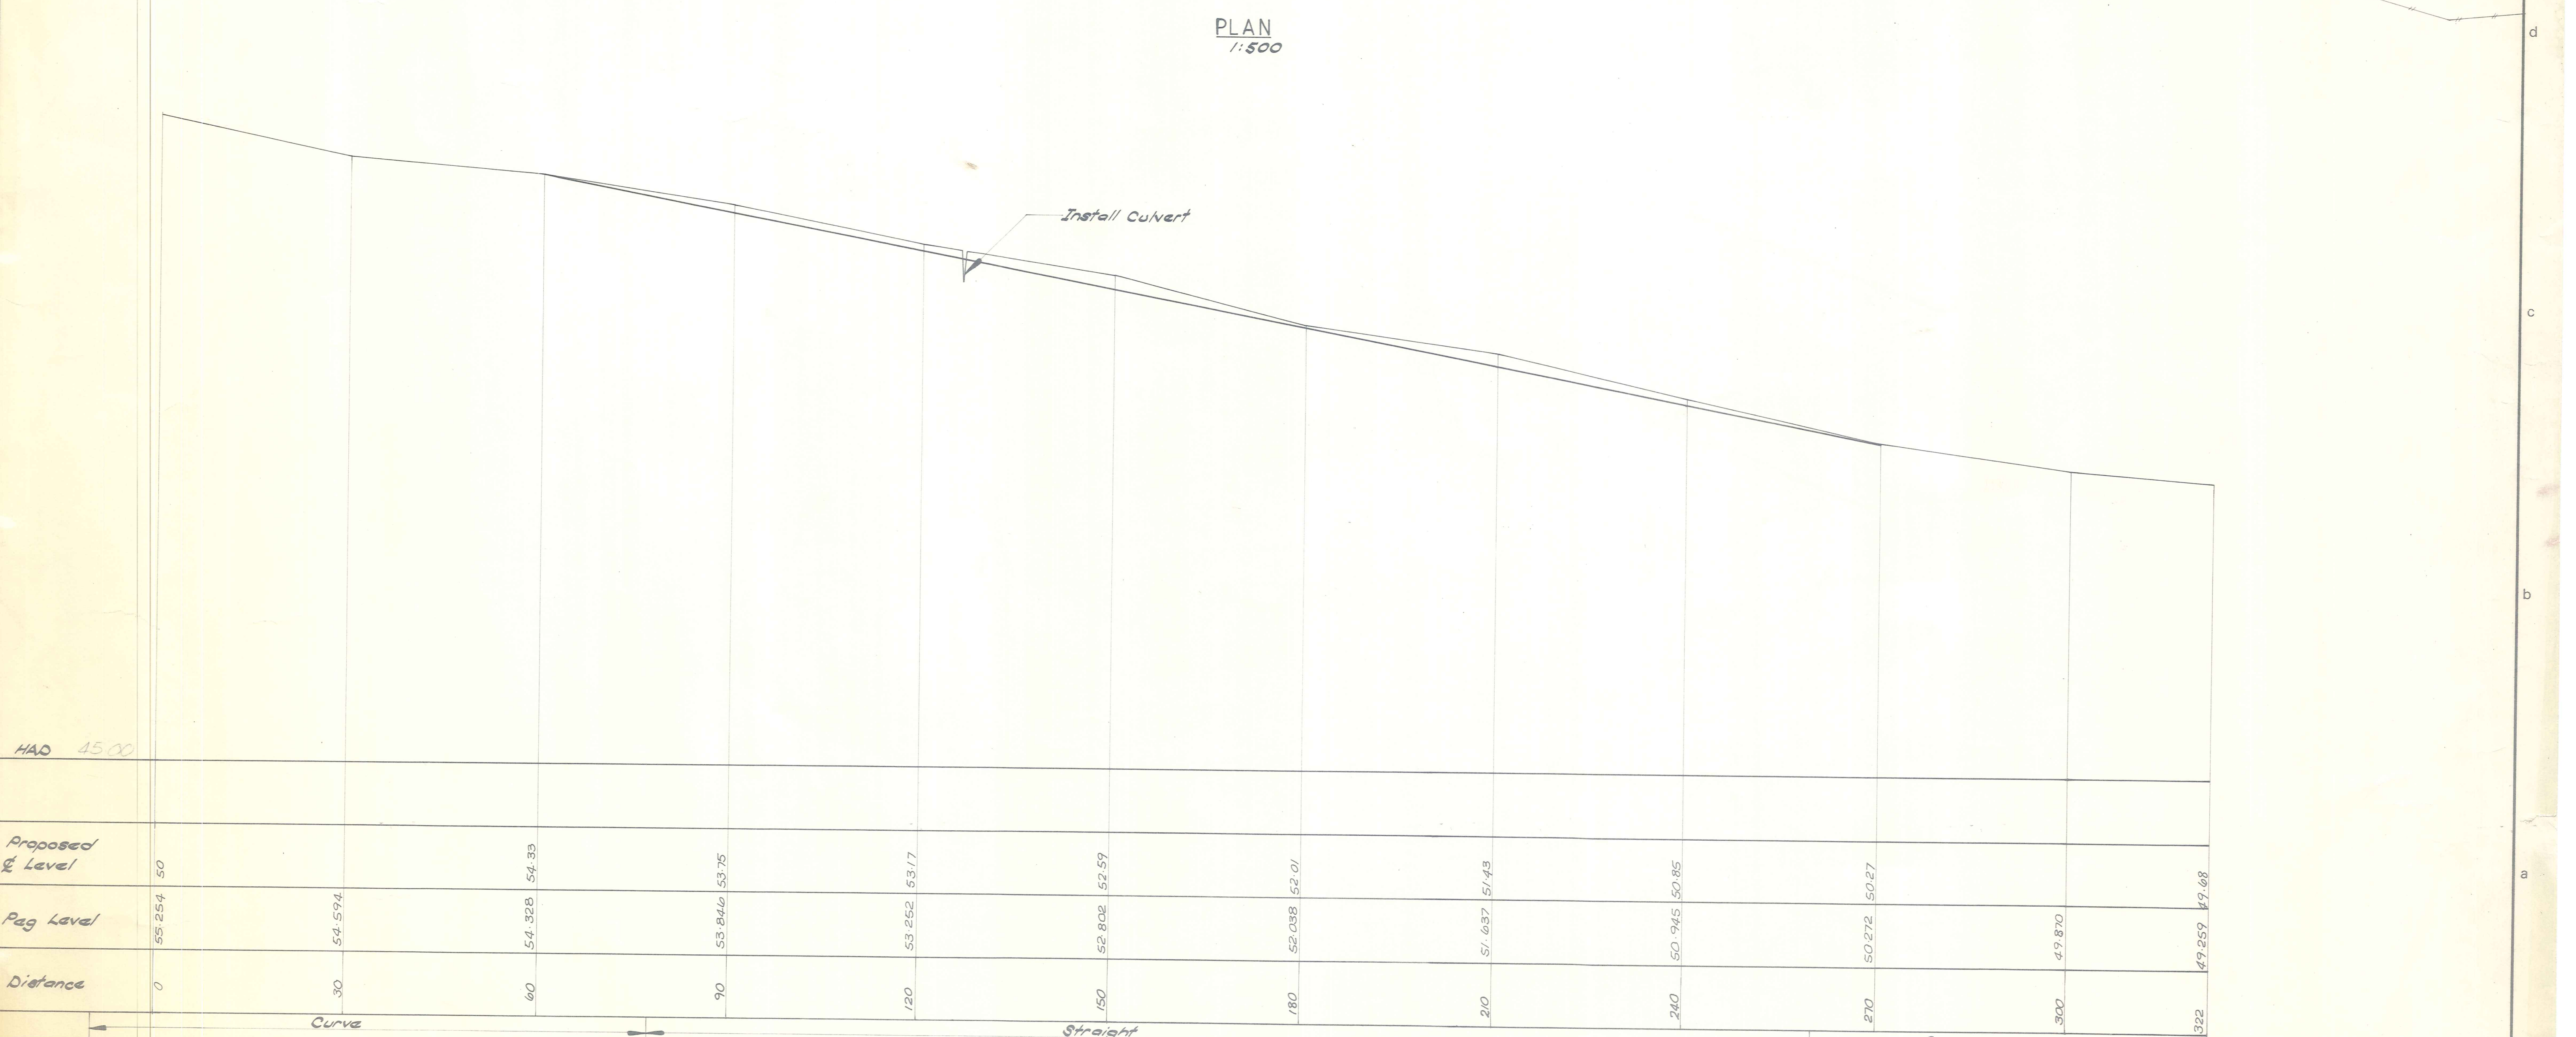 PLAN
1:500
d
Install Culvert
c
b
HAD 45.00
Proposed
℄ Level
50 54.33 53.75 53.17 52.59 52.01 51.43 50.85 50.27 49.68
a
Peg Level 55.254 54.594 54.328 53.846 53.252 52.802 52.038 51.637 50.945 50.272 49.870 49.259
Distance 0 30 60 90 120 150 180 210 240 270 300 322
Curve Straight